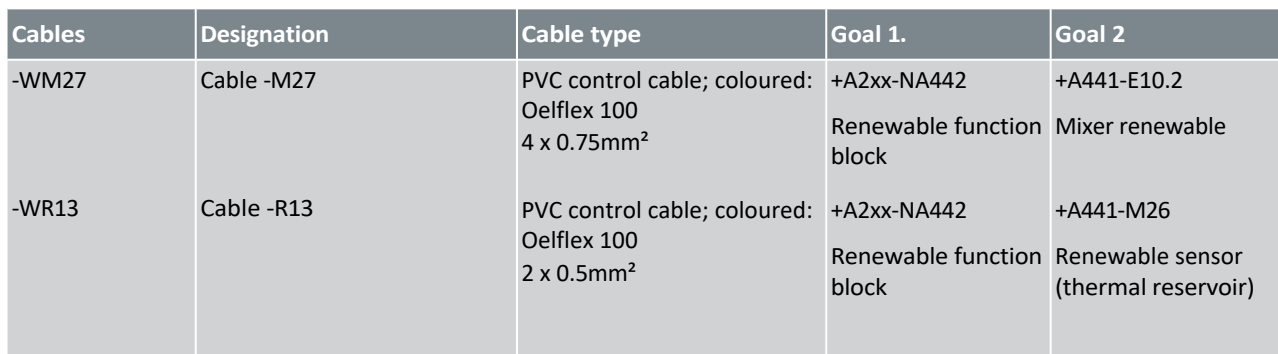 Cables Designation Cable type Goal 1. Goal 2
-WM27 Cable -M27 PVC control cable; coloured: +A2xx-NA442 +A441-E10.2
Oelflex 100
4 x 0.75mm²
Renewable function Mixer renewable
block
-WR13 Cable -R13 PVC control cable; coloured: +A2xx-NA442 +A441-M26
Oelflex 100
2 x 0.5mm²
Renewable function Renewable sensor
block (thermal reservoir)